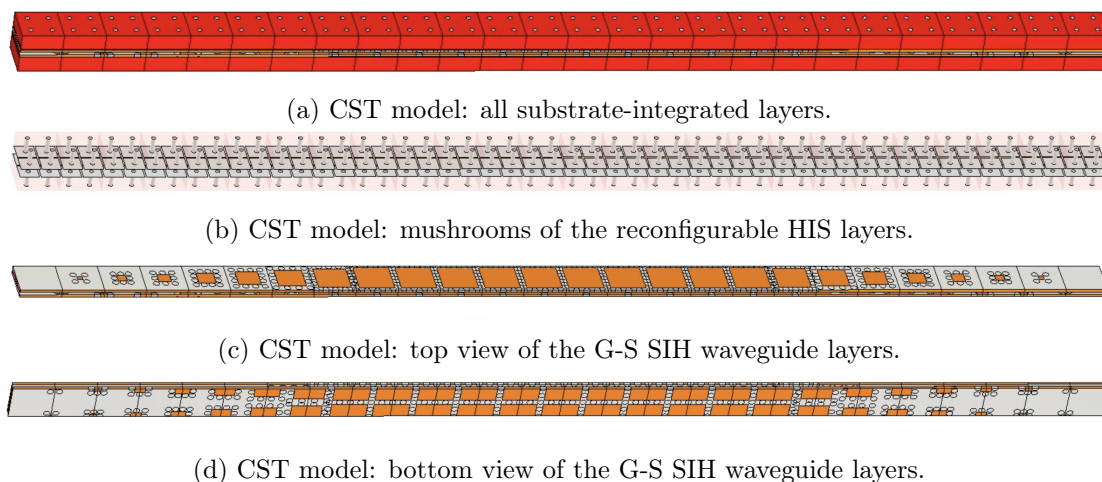 (a) CST model: all substrate-integrated layers.
(b) CST model: mushrooms of the reconfigurable HIS layers.
(c) CST model: top view of the G-S SIH waveguide layers.
(d) CST model: bottom view of the G-S SIH waveguide layers.